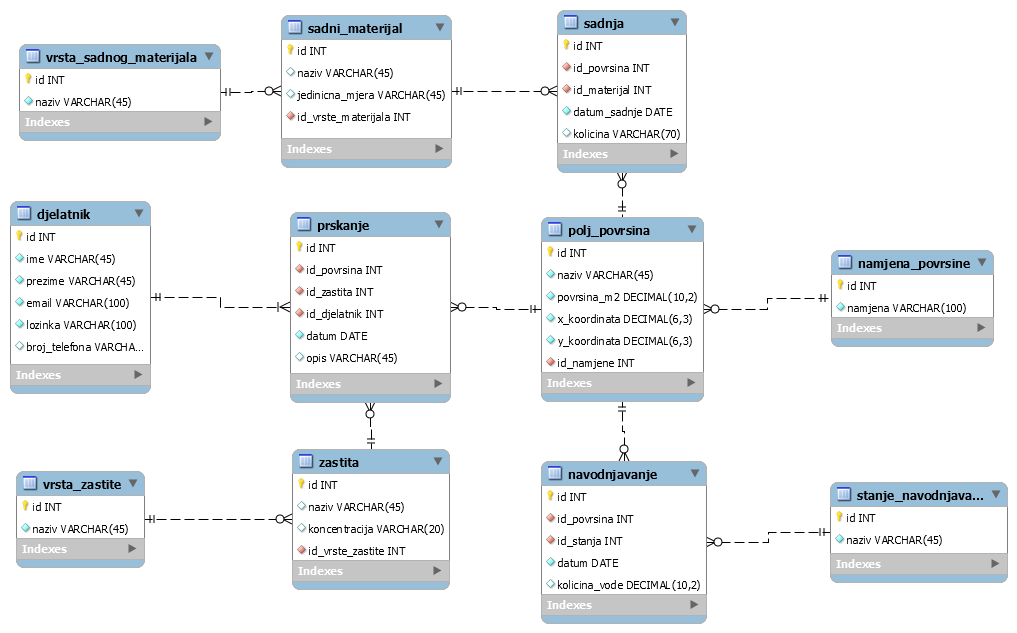 vrsta_sadnog_materijala
id INT
naziv VARCHAR(45)
Indexes
sadni_materijal
id INT
naziv VARCHAR(45)
jedinicna_mjera VARCHAR(45)
id_vrste_materijala INT
Indexes
sadnja
id INT
id_povrsina INT
id_materijal INT
datum_sadnje DATE
kolicina VARCHAR(70)
Indexes
djelatnik
id INT
ime VARCHAR(45)
prezime VARCHAR(45)
email VARCHAR(100)
lozinka VARCHAR(100)
broj_telefona VARCHA...
Indexes
prskanje
id INT
id_povrsina INT
id_zastita INT
id_djelatnik INT
datum DATE
opis VARCHAR(45)
Indexes
polj_povrsina
id INT
naziv VARCHAR(45)
povrsina_m2 DECIMAL(10,2)
x_koordinata DECIMAL(6,3)
y_koordinata DECIMAL(6,3)
id_namjene INT
Indexes
namjena_povrsine
id INT
namjena VARCHAR(100)
Indexes
vrsta_zastite
id INT
naziv VARCHAR(45)
Indexes
zastita
id INT
naziv VARCHAR(45)
koncentracija VARCHAR(20)
id_vrste_zastite INT
Indexes
navodnjavanje
id INT
id_povrsina INT
id_stanja INT
datum DATE
kolicina_vode DECIMAL(10,2)
Indexes
stanje_navodnjava...
id INT
naziv VARCHAR(45)
Indexes